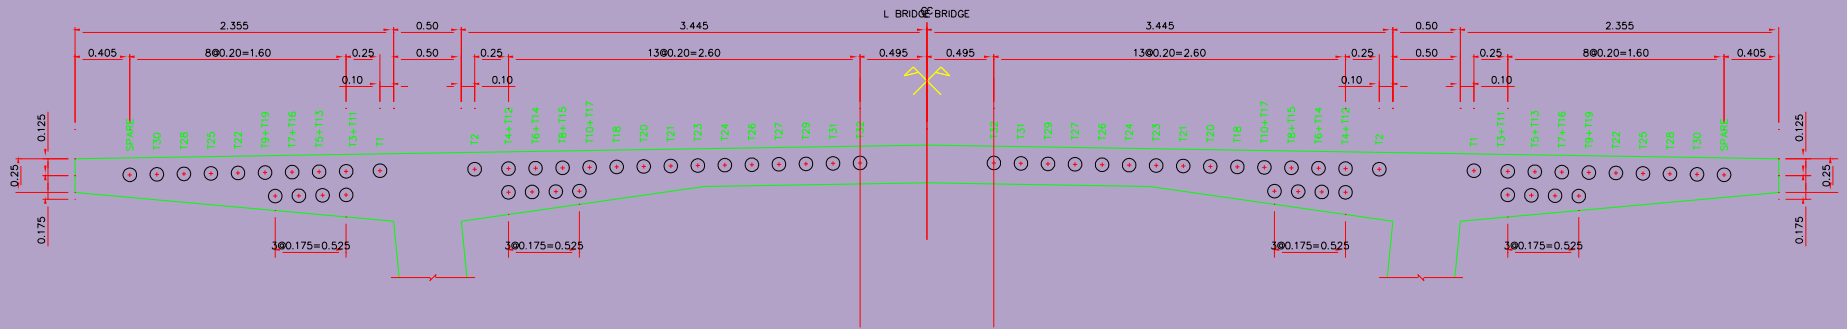 L BRIDGE BRIDGE
2.355 0.50 3.445 3.445 0.50 2.355
0.405 8@0.20=1.60 0.25 0.50 0.25 13@0.20=2.60 0.495 0.495 13@0.20=2.60 0.25 0.50 0.25 8@0.20=1.60 0.405
0.10 0.10 0.10 0.10
0.125 SPARE T30 T28 T25 T22 T9+T19 T7+T16 T5+T13 T3+T11 T1 T2 T4+T12 T6+T14 T8+T15 T10+T17 T18 T20 T21 T23 T24 T26 T27 T29 T31 T32 T32 T31 T29 T27 T26 T24 T23 T21 T20 T18 T10+T17 T8+T15 T6+T14 T4+T12 T2 T1 T3+T11 T5+T13 T7+T16 T9+T19 T22 T25 T28 T30 SPARE 0.125
0.25 0.25
0.175 0.175
3@0.175=0.525 3@0.175=0.525 3@0.175=0.525 3@0.175=0.525